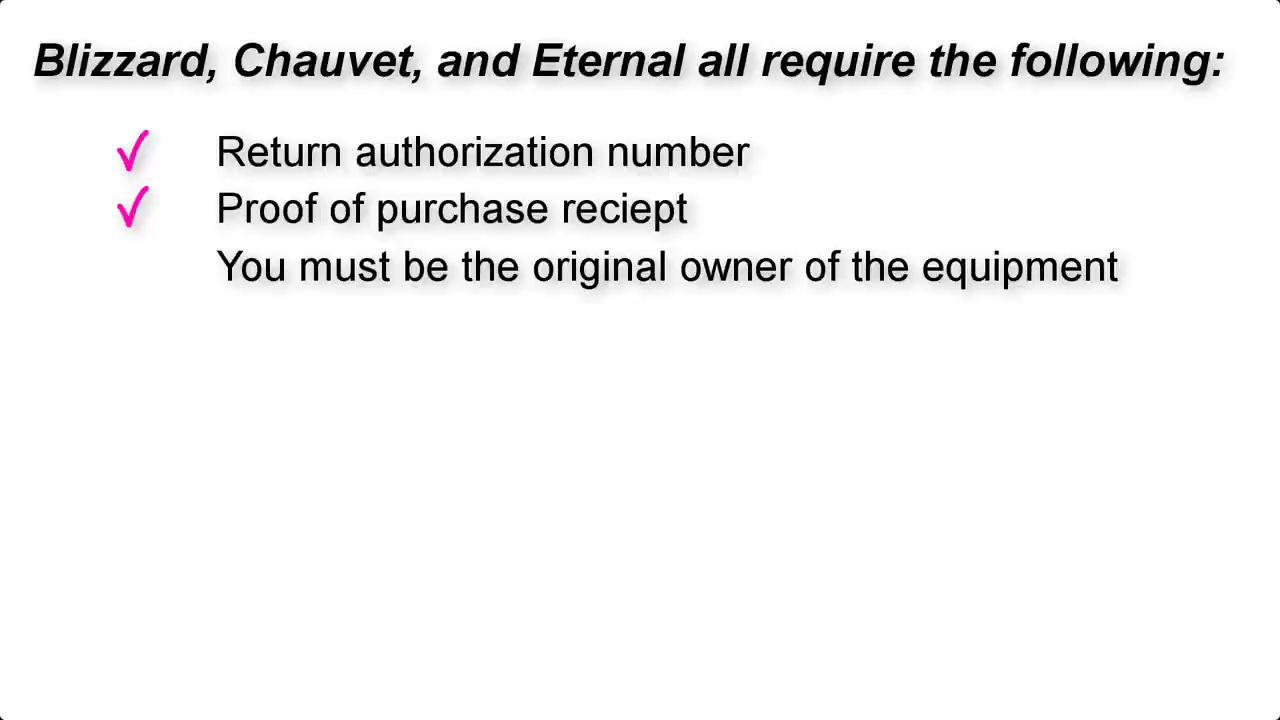 Blizzard, Chauvet, and Eternal all require the following:
Return authorization number
Proof of purchase reciept
You must be the original owner of the equipment